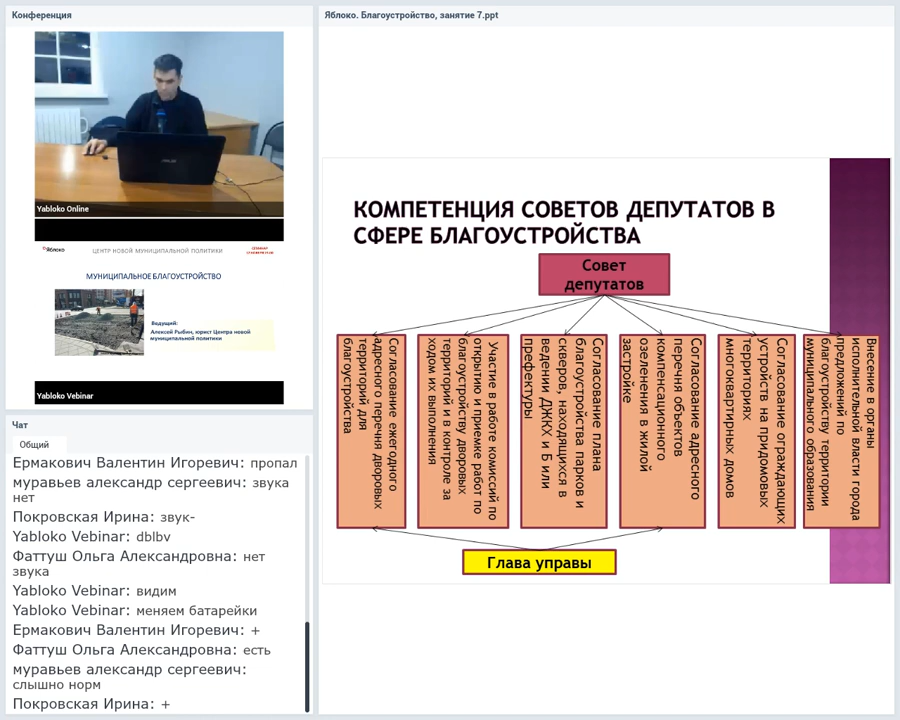 Конференция
Yabloko Online
Яблоко
ЦЕНТР НОВОЙ МУНИЦИПАЛЬНОЙ ПОЛИТИКИ
МУНИЦИПАЛЬНОЕ БЛАГОУСТРОЙСТВО
Ведущий:
Алексей Рыбин, юрист Центра новой
муниципальной политики
Yabloko Vebinar
Чат
Общий
Ермакович Валентин Игоревич: пропал
муравьев александр сергеевич: звука
нет
Покровская Ирина: звук-
Yabloko Vebinar: dblbv
Фаттуш Ольга Александровна: нет
звука
Yabloko Vebinar: видим
Yabloko Vebinar: меняем батарейки
Ермакович Валентин Игоревич: +
Фаттуш Ольга Александровна: есть
муравьев александр сергеевич:
слышно норм
Покровская Ирина: +
Яблоко. Благоустройство, занятие 7.ppt
КОМПЕТЕНЦИЯ СОВЕТОВ ДЕПУТАТОВ В
СФЕРЕ БЛАГОУСТРОЙСТВА
Совет
депутатов
Согласование ежегодного
адресного перечня дворовых
территорий для
благоустройства
Участие в работе комиссий по
открытию и приемке работ по
благоустройству дворовых
территорий и в контроле за
ходом их выполнения
Согласование плана
благоустройства парков и
скверов, находящихся в
ведении ДЖКХ и Б или
префектуры
Согласование адресного
перечня объектов
компенсационного
озеленения в жилой
застройке
Согласование ограждающих
устройств на придомовых
территориях
многоквартирных домов
Внесение в органы
исполнительной власти города
предложений по
благоустройству территории
муниципального образования
Глава управы